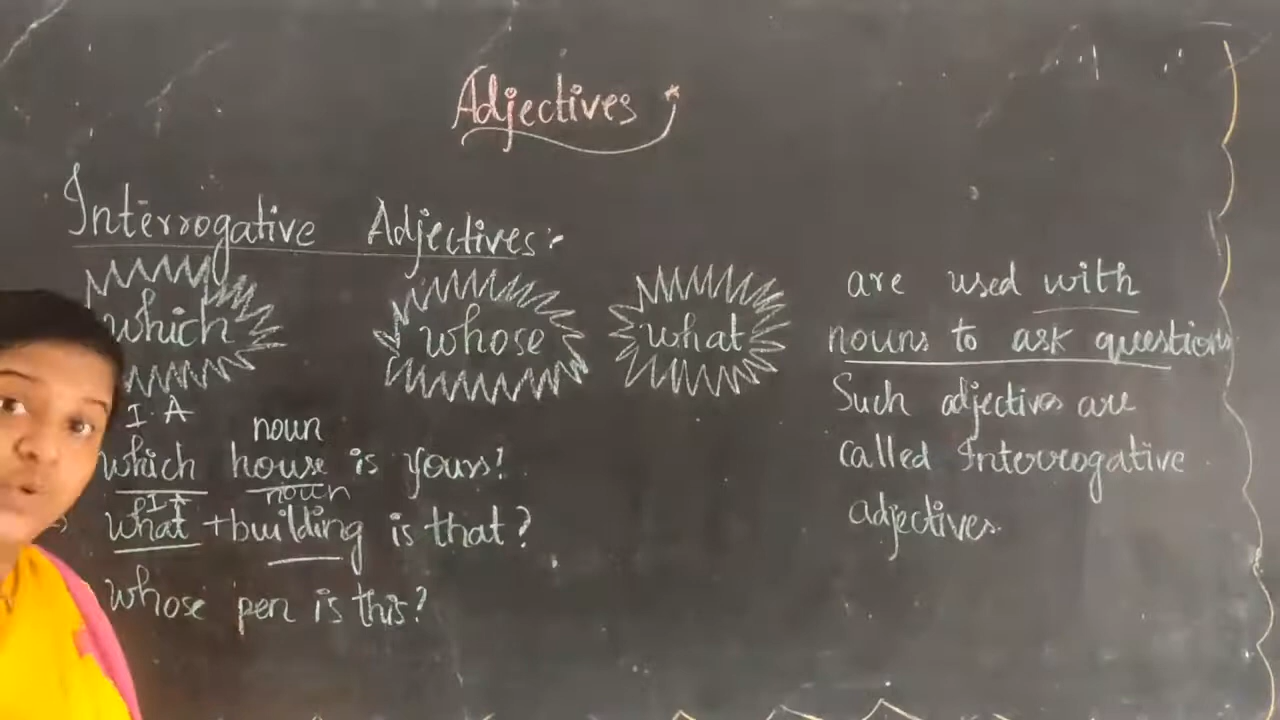 Adjectives
Interrogative Adjectives:-
which whose what
are used with
nouns to ask questions
Such adjectives are
called Interrogative
adjectives.
I. A
noun
which house is yours!
I A noun
what + building is that?
whose pen is this?